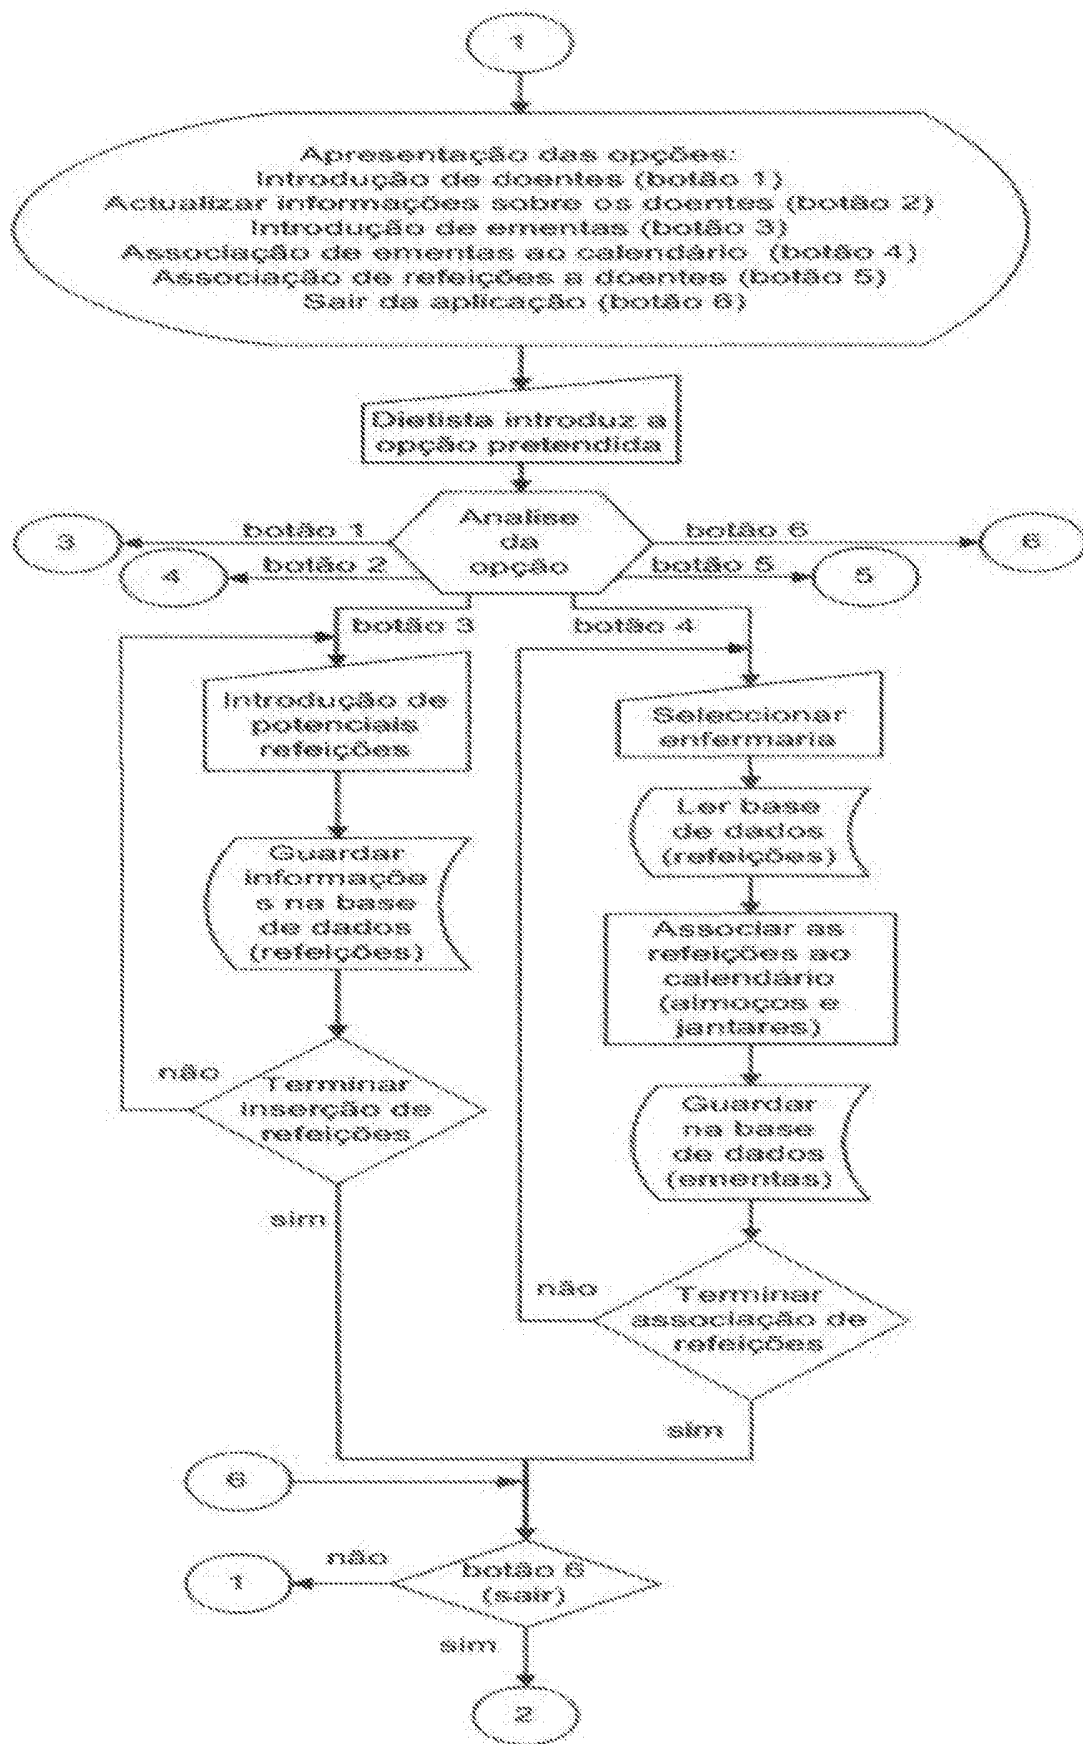 1
Apresentação das opções:
Introdução de doentes (botão 1)
Actualizar informações sobre os doentes (botão 2)
Introdução de ementas (botão 3)
Associação de ementas ao calendário (botão 4)
Associação de refeições a doentes (botão 5)
Sair da aplicação (botão 6)
Dietista introduz a
opção pretendida
Analise
da
opção
botão 1
3
botão 2
4
botão 6
6
botão 5
5
botão 3
botão 4
Introdução de
potenciais
refeições
Guardar
informaçõe
s na base
de dados
(refeições)
Terminar
inserção de
refeições
não
sim
Seleccionar
enfermaria
Ler base
de dados
(refeições)
Associar as
refeições ao
calendário
(almoços e
jantares)
Guardar
na base
de dados
(ementas)
Terminar
associação de
refeições
não
sim
6
botão 6
(sair)
não
1
sim
2